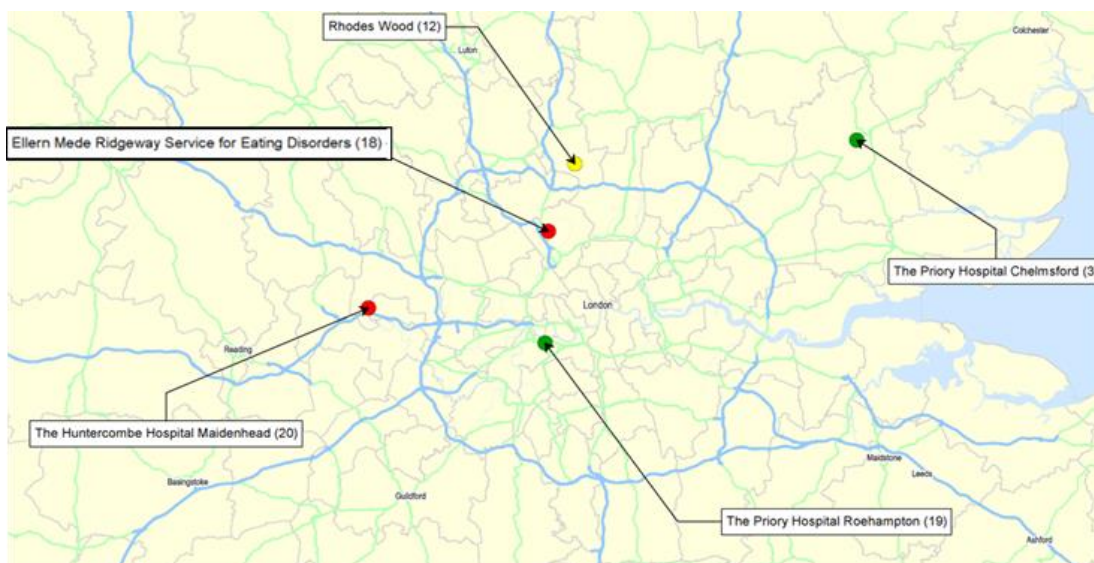 Rhodes Wood (12)
Colchester
Luton
Ellern Mede Ridgeway Service for Eating Disorders (18)
The Priory Hospital Chelmsford (3
London
Reading
The Huntercombe Hospital Maidenhead (20)
Maidstone
Leeds
Basingstoke
Guildford
The Priory Hospital Roehampton (19)
Ashford